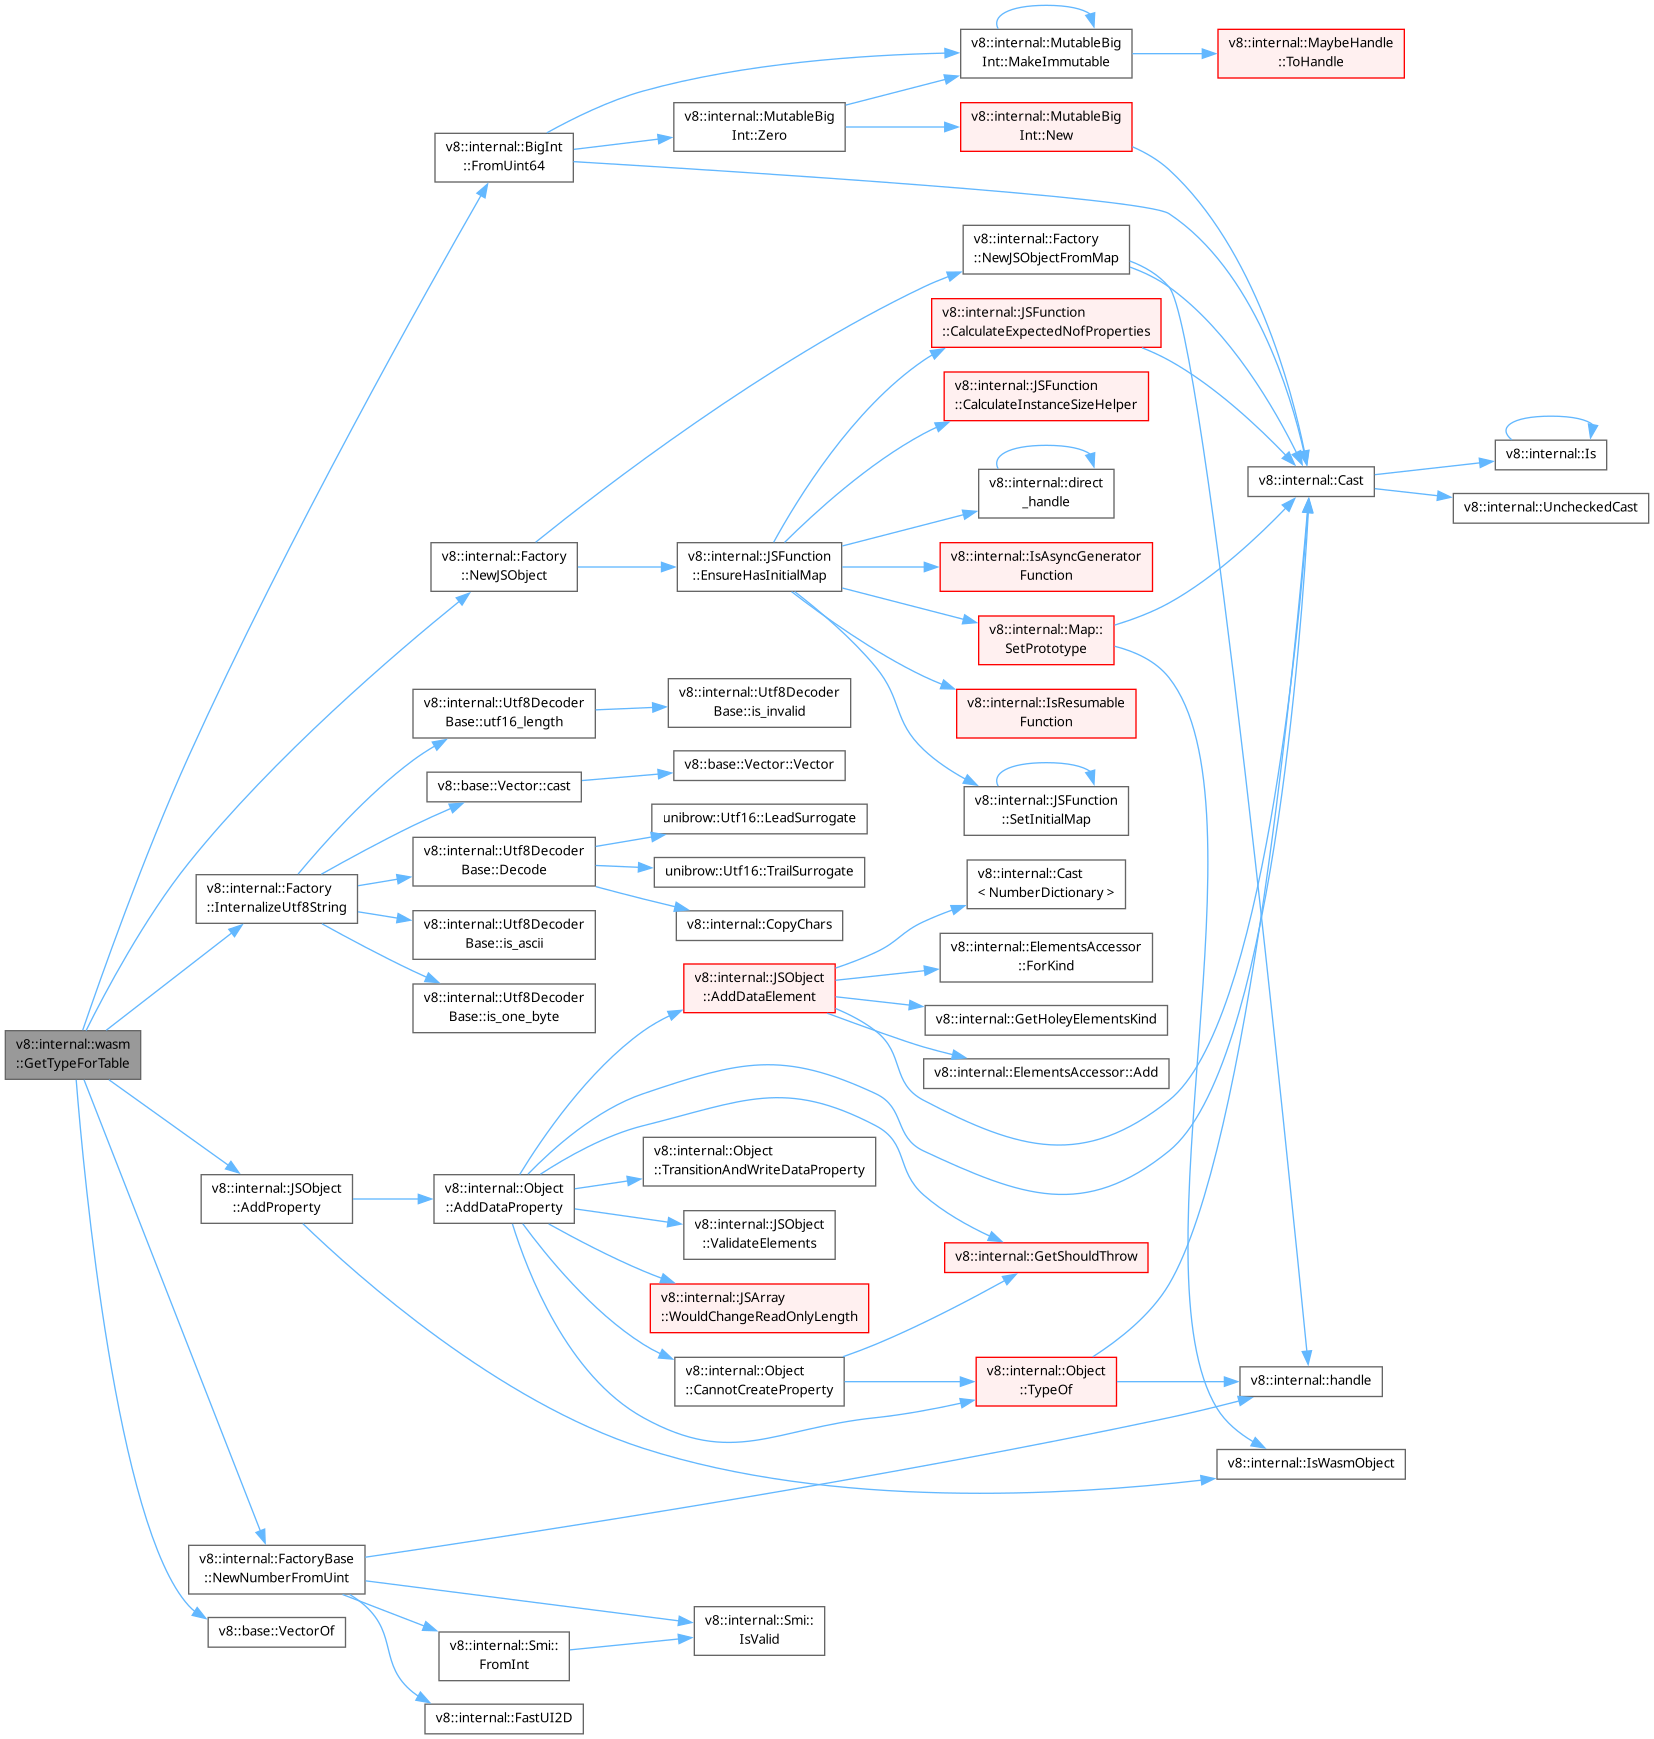 v8::internal::wasm
::GetTypeForTable
v8::internal::BigInt
::FromUint64
v8::internal::MutableBig
Int::MakeImmutable
v8::internal::MaybeHandle
::ToHandle
v8::internal::MutableBig
Int::Zero
v8::internal::MutableBig
Int::New
v8::internal::Cast
v8::internal::Is
v8::internal::UncheckedCast
v8::internal::Factory
::NewJSObject
v8::internal::Factory
::NewJSObjectFromMap
v8::internal::JSFunction
::EnsureHasInitialMap
v8::internal::JSFunction
::CalculateExpectedNofProperties
v8::internal::JSFunction
::CalculateInstanceSizeHelper
v8::internal::direct
_handle
v8::internal::IsAsyncGenerator
Function
v8::internal::Map::
SetPrototype
v8::internal::IsResumable
Function
v8::internal::JSFunction
::SetInitialMap
v8::internal::Factory
::InternalizeUtf8String
v8::internal::Utf8Decoder
Base::utf16_length
v8::internal::Utf8Decoder
Base::is_invalid
v8::base::Vector::cast
v8::base::Vector::Vector
v8::internal::Utf8Decoder
Base::Decode
unibrow::Utf16::LeadSurrogate
unibrow::Utf16::TrailSurrogate
v8::internal::CopyChars
v8::internal::Utf8Decoder
Base::is_ascii
v8::internal::Utf8Decoder
Base::is_one_byte
v8::internal::JSObject
::AddProperty
v8::internal::Object
::AddDataProperty
v8::internal::JSObject
::AddDataElement
v8::internal::Cast
< NumberDictionary >
v8::internal::ElementsAccessor
::ForKind
v8::internal::GetHoleyElementsKind
v8::internal::ElementsAccessor::Add
v8::internal::Object
::TransitionAndWriteDataProperty
v8::internal::JSObject
::ValidateElements
v8::internal::GetShouldThrow
v8::internal::JSArray
::WouldChangeReadOnlyLength
v8::internal::Object
::CannotCreateProperty
v8::internal::Object
::TypeOf
v8::internal::handle
v8::internal::IsWasmObject
v8::internal::FactoryBase
::NewNumberFromUint
v8::base::VectorOf
v8::internal::Smi::
FromInt
v8::internal::Smi::
IsValid
v8::internal::FastUI2D